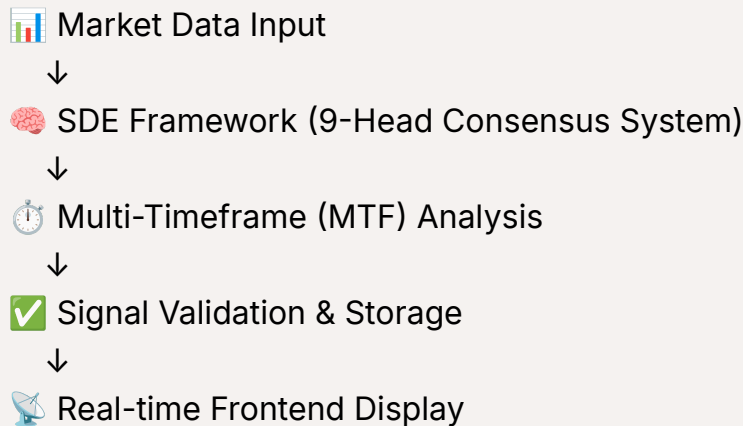 📊 Market Data Input
↓
🧠 SDE Framework (9-Head Consensus System)
↓
⏱️ Multi-Timeframe (MTF) Analysis
↓
✅ Signal Validation & Storage
↓
📡 Real-time Frontend Display